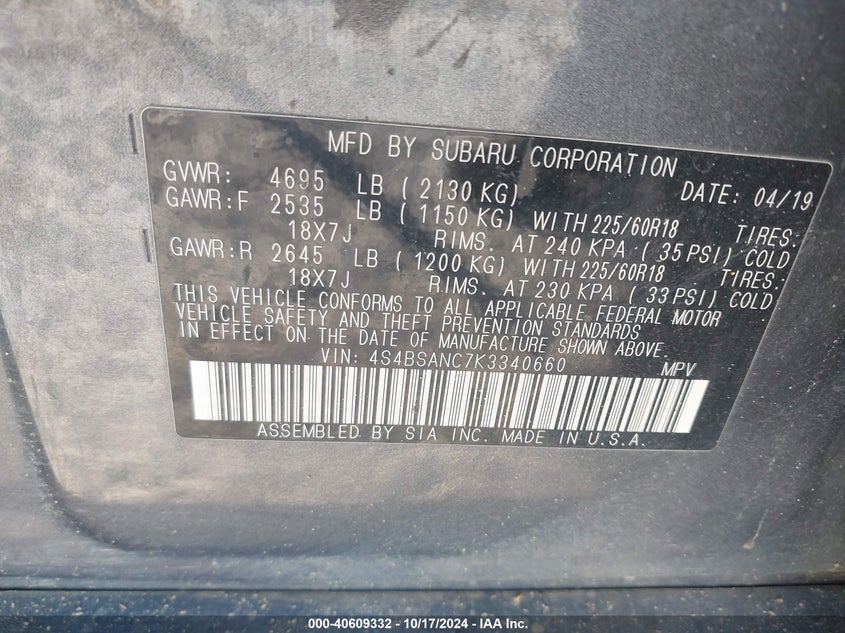 MFD BY SUBARU CORPORATION
GVWR: 4695 LB ( 2130 KG) DATE: 04/19
GAWR:F 2535 LB ( 1150 KG) WITH 225/60R18 TIRES:
18X7J RIMS. AT 240 KPA ( 35 PSI) COLD
GAWR:R 2645 LB ( 1200 KG) WITH 225/60R18 TIRES:
18X7J RIMS. AT 230 KPA ( 33 PSI) COLD
THIS VEHICLE CONFORMS TO ALL APPLICABLE FEDERAL MOTOR
VEHICLE SAFETY AND THEFT PREVENTION STANDARDS
IN EFFECT ON THE DATE OF MANUFACTURE SHOWN ABOVE.
VIN: 4S4BSANC7K3340660 MPV
ASSEMBLED BY SIA INC. MADE IN U.S.A.
000-40609332 - 10/17/2024 - IAA Inc.